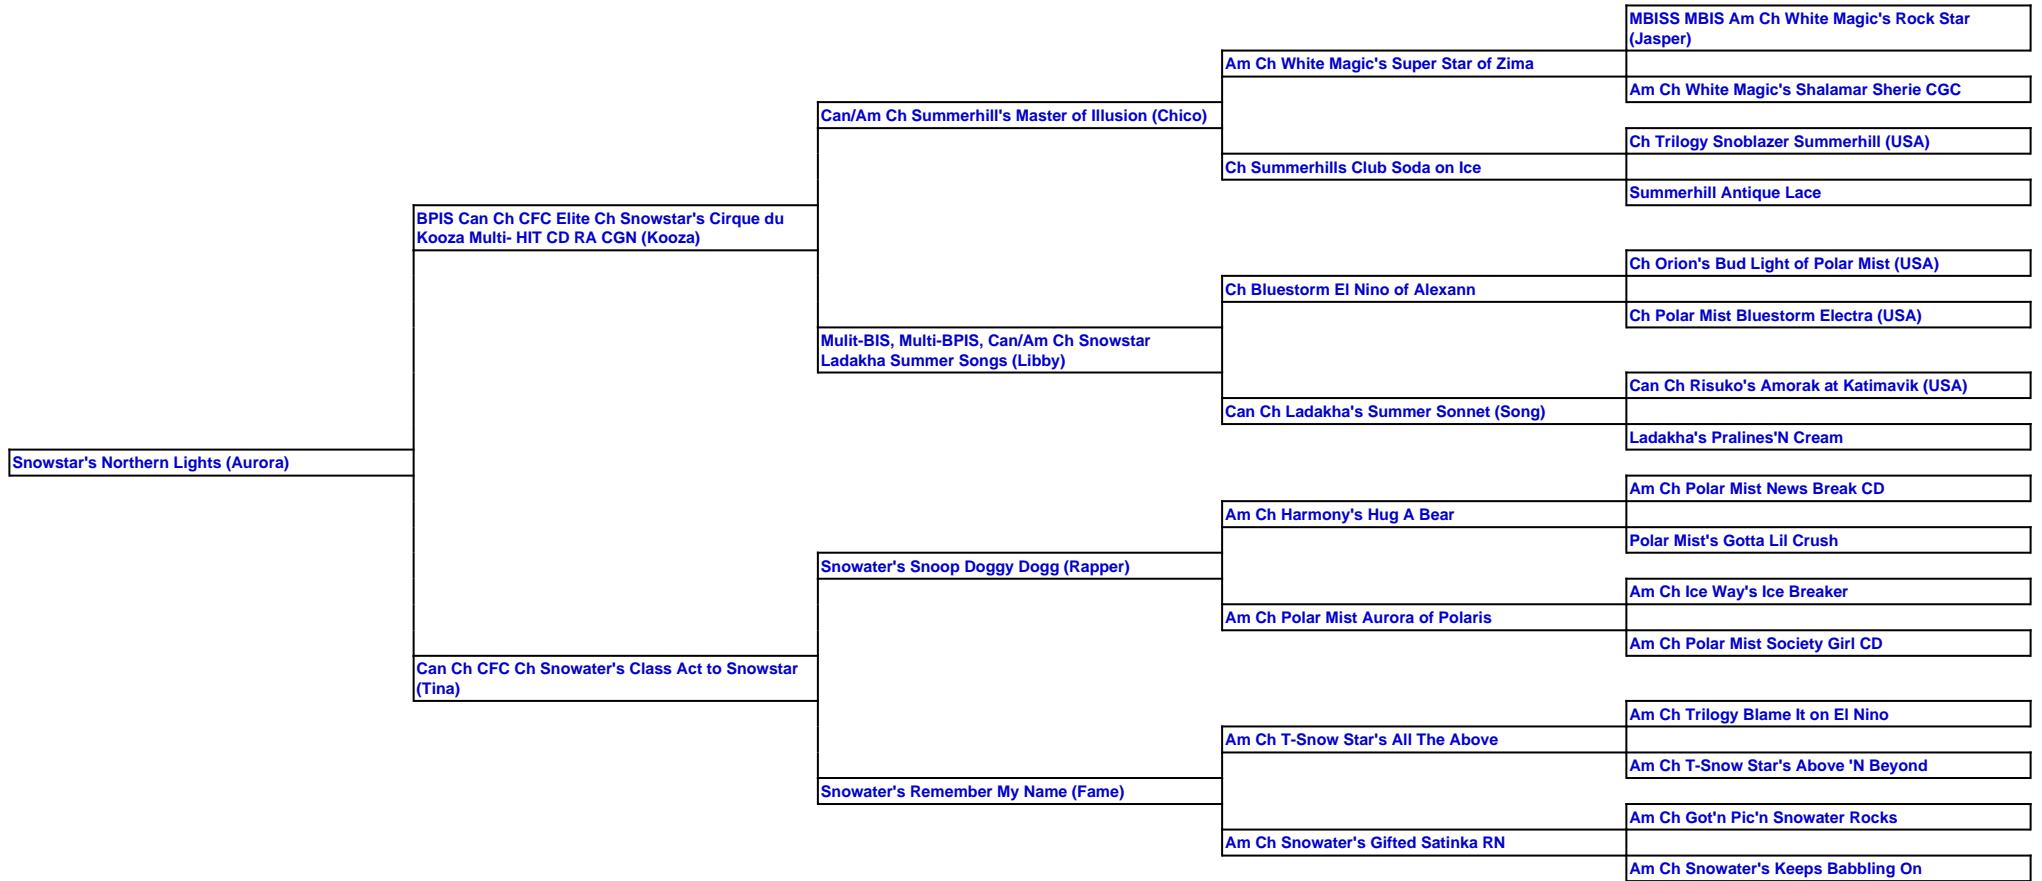 MBISS MBIS Am Ch White Magic's Rock Star
(Jasper)
Am Ch White Magic's Super Star of Zima
Am Ch White Magic's Shalamar Sherie CGC
Can/Am Ch Summerhill's Master of Illusion (Chico)
Ch Trilogy Snoblazer Summerhill (USA)
Ch Summerhills Club Soda on Ice
Summerhill Antique Lace
BPIS Can Ch CFC Elite Ch Snowstar's Cirque du
Kooza Multi- HIT CD RA CGN (Kooza)
Ch Orion's Bud Light of Polar Mist (USA)
Ch Bluestorm El Nino of Alexann
Ch Polar Mist Bluestorm Electra (USA)
Mulit-BIS, Multi-BPIS, Can/Am Ch Snowstar
Ladakha Summer Songs (Libby)
Can Ch Risuko's Amorak at Katimavik (USA)
Can Ch Ladakha's Summer Sonnet (Song)
Ladakha's Pralines'N Cream
Snowstar's Northern Lights (Aurora)
Am Ch Polar Mist News Break CD
Am Ch Harmony's Hug A Bear
Polar Mist's Gotta Lil Crush
Snowater's Snoop Doggy Dogg (Rapper)
Am Ch Ice Way's Ice Breaker
Am Ch Polar Mist Aurora of Polaris
Am Ch Polar Mist Society Girl CD
Can Ch CFC Ch Snowater's Class Act to Snowstar
(Tina)
Am Ch Trilogy Blame It on El Nino
Am Ch T-Snow Star's All The Above
Am Ch T-Snow Star's Above 'N Beyond
Snowater's Remember My Name (Fame)
Am Ch Got'n Pic'n Snowater Rocks
Am Ch Snowater's Gifted Satinka RN
Am Ch Snowater's Keeps Babbling On